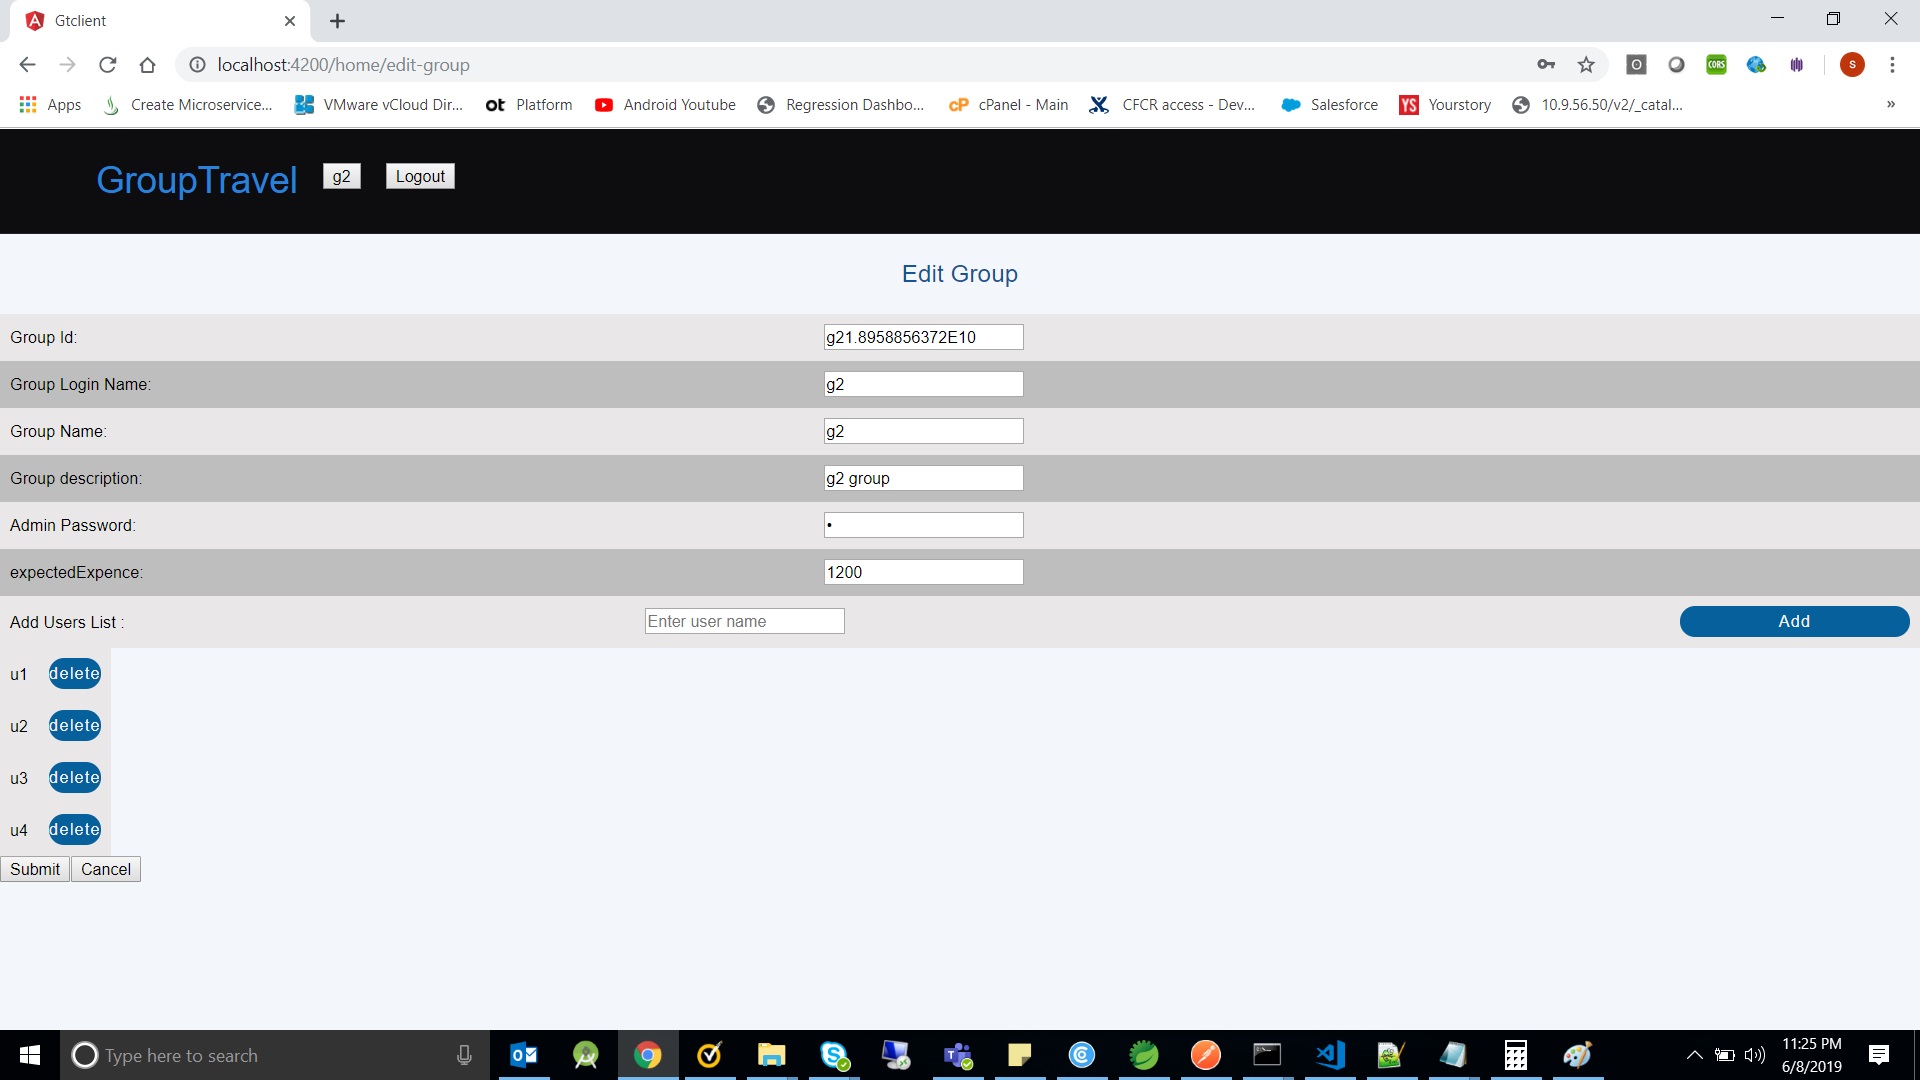 Gtclient
localhost:4200/home/edit-group
O CORS S
Apps Create Microservice... VMware vCloud Dir... ot Platform Android Youtube Regression Dashbo... cP cPanel - Main CFCR access - Dev... Salesforce YS Yourstory 10.9.56.50/v2/_catal... »
GroupTravel g2 Logout
Edit Group
Group Id: g21.8958856372E10
Group Login Name: g2
Group Name: g2
Group description: g2 group
Admin Password: •
expectedExpence: 1200
Add Users List : Enter user name Add
u1 delete
u2 delete
u3 delete
u4 delete
Submit Cancel
Type here to search
11:25 PM
6/8/2019